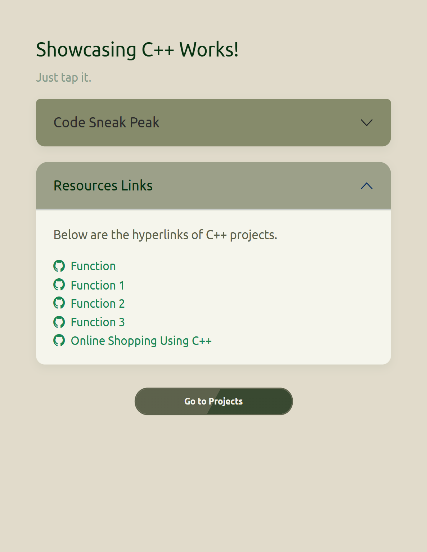 Showcasing C++ Works!
Just tap it.
Code Sneak Peak
Resources Links
Below are the hyperlinks of C++ projects.
Function
Function 1
Function 2
Function 3
Online Shopping Using C++
Go to Projects